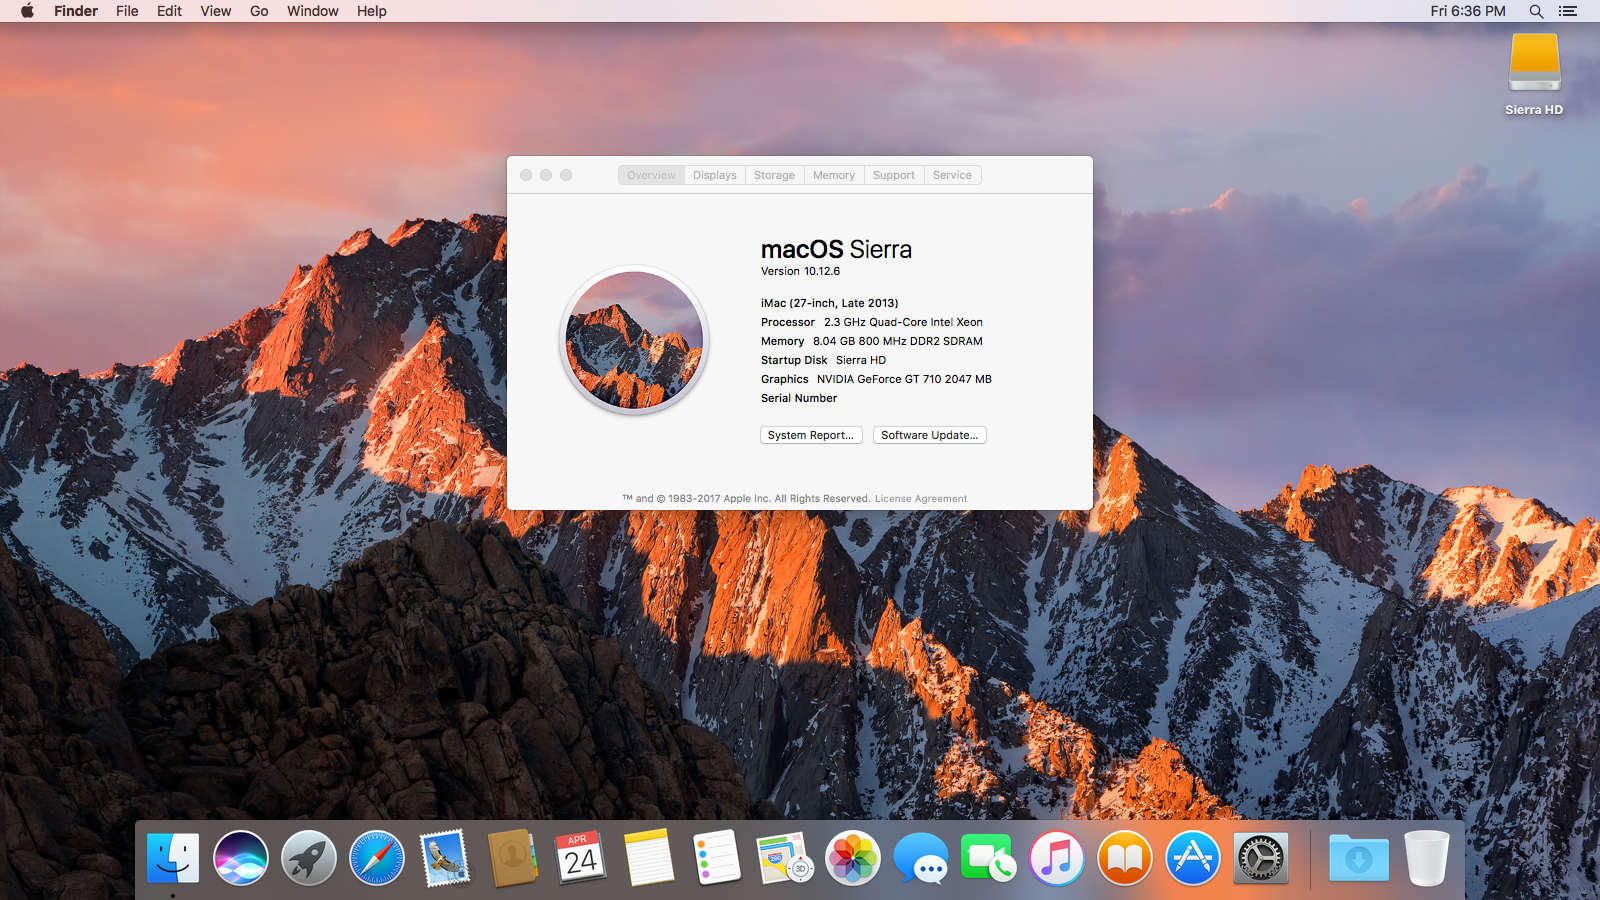 Finder File Edit View Go Window Help Fri 6:36 PM
Sierra HD
Overview Displays Storage Memory Support Service
macOS Sierra
Version 10.12.6
iMac (27-inch, Late 2013)
Processor 2.3 GHz Quad-Core Intel Xeon
Memory 8.04 GB 800 MHz DDR2 SDRAM
Startup Disk Sierra HD
Graphics NVIDIA GeForce GT 710 2047 MB
Serial Number
System Report... Software Update...
™ and © 1983-2017 Apple Inc. All Rights Reserved. License Agreement
APR
24
280
3D